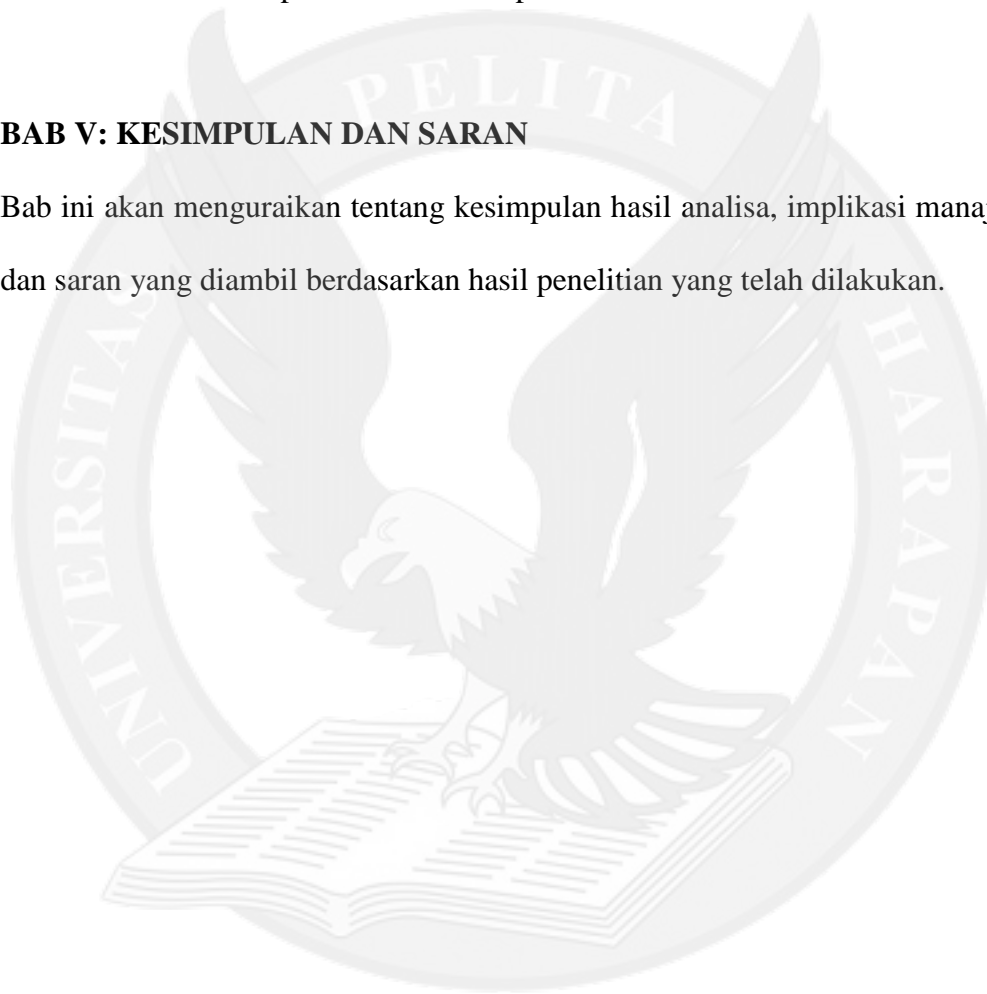 BAB V: KESIMPULAN DAN SARAN
Bab ini akan menguraikan tentang kesimpulan hasil analisa, implikasi
dan saran yang diambil berdasarkan hasil penelitian yang telah dilakukan.
UNIVERSITAS PELITA HARAPAN